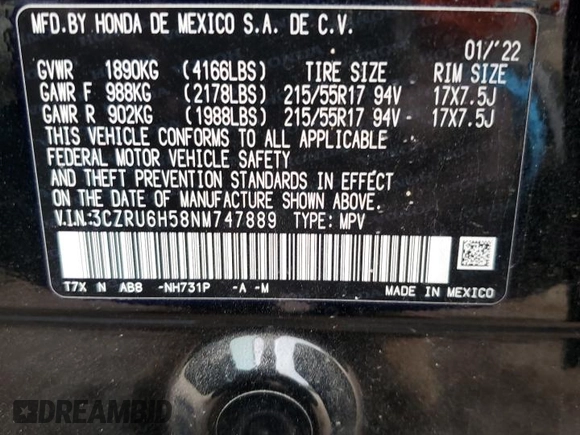 MFD.BY HONDA DE MEXICO S.A. DE C.V.
01/'22
GVWR 1890KG (4166LBS) TIRE SIZE RIM SIZE
GAWR F 988KG (2178LBS) 215/55R17 94V 17X7.5J
GAWR R 902KG (1988LBS) 215/55R17 94V - 17X7.5J
THIS VEHICLE CONFORMS TO ALL APPLICABLE
FEDERAL MOTOR VEHICLE SAFETY
AND THEFT PREVENTION STANDARDS IN EFFECT
ON THE DATE OF MANUFACTURE SHOWN ABOVE.
V.I.N:3CZRU6H58NM747889 TYPE: MPV
T7X N AB8 -NH731P -A -M MADE IN MEXICO
DREAMBID